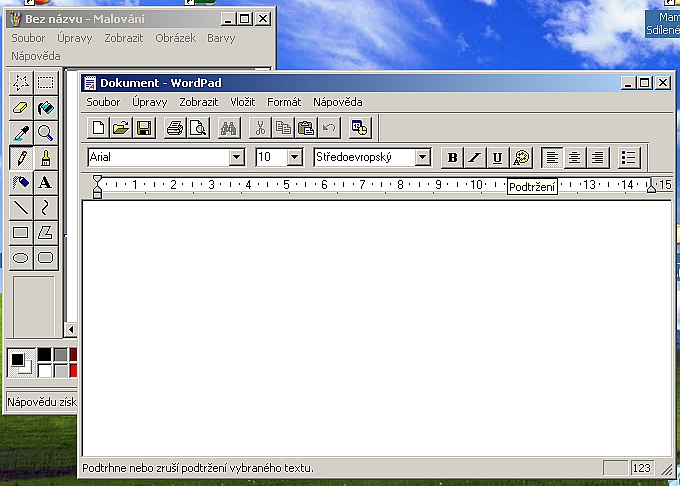 Bez názvu - Malování
Soubor Úpravy Zobrazit Obrázek Barvy
Nápověda
A
Nápovědu získ
Mam
Sdílené
Dokument - WordPad
Soubor Úpravy Zobrazit Vložit Formát Nápověda
Arial 10 Středoevropský B I U
1 2 3 4 5 6 7 8 9 10 13 14 15
Podtržení
Podtrhne nebo zruší podtržení vybraného textu.
123